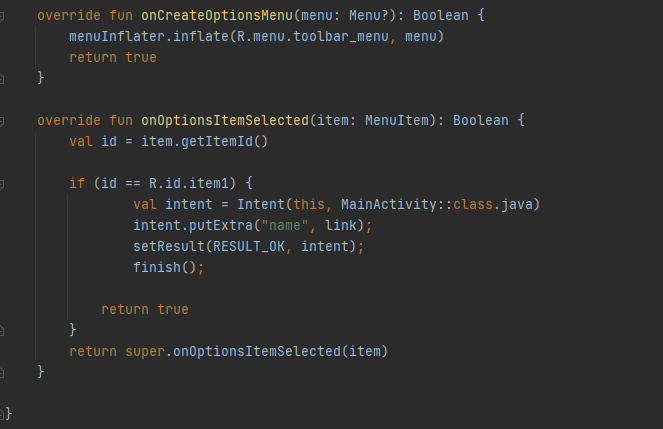 override fun onCreateOptionsMenu(menu: Menu?): Boolean {
menuInflater.inflate(R.menu.toolbar_menu, menu)
return true
}
override fun onOptionsItemSelected(item: MenuItem): Boolean {
val id = item.getItemId()
if (id == R.id.item1) {
val intent = Intent(this, MainActivity::class.java)
intent.putExtra("name", link);
setResult(RESULT_OK, intent);
finish();
return true
}
return super.onOptionsItemSelected(item)
}
}